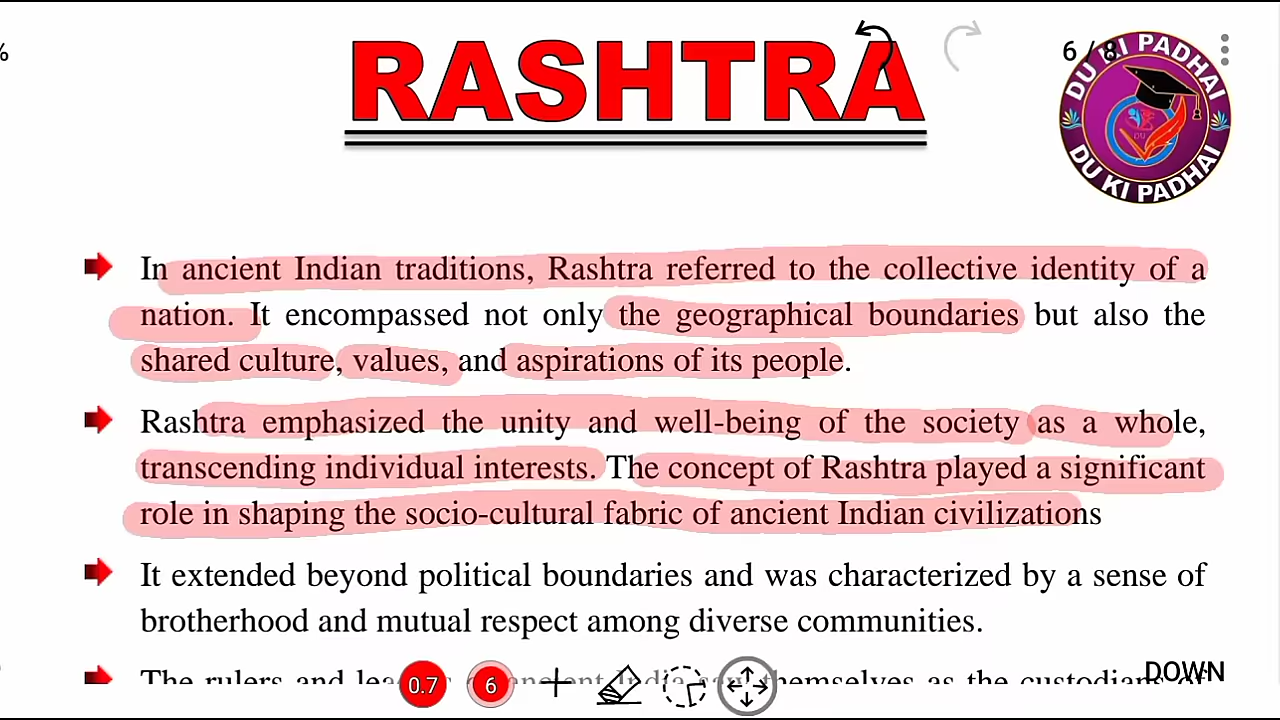 %
RASHTRA
6 / 8
DU KI PADHAI
DU KI PADHAI
DU
In ancient Indian traditions, Rashtra referred to the collective identity of a
nation. It encompassed not only the geographical boundaries but also the
shared culture, values, and aspirations of its people.
Rashtra emphasized the unity and well-being of the society as a whole,
transcending individual interests. The concept of Rashtra played a significant
role in shaping the socio-cultural fabric of ancient Indian civilizations
It extended beyond political boundaries and was characterized by a sense of
brotherhood and mutual respect among diverse communities.
The rulers and ancient India saw themselves as the custodians of
0.7
6
DOWN